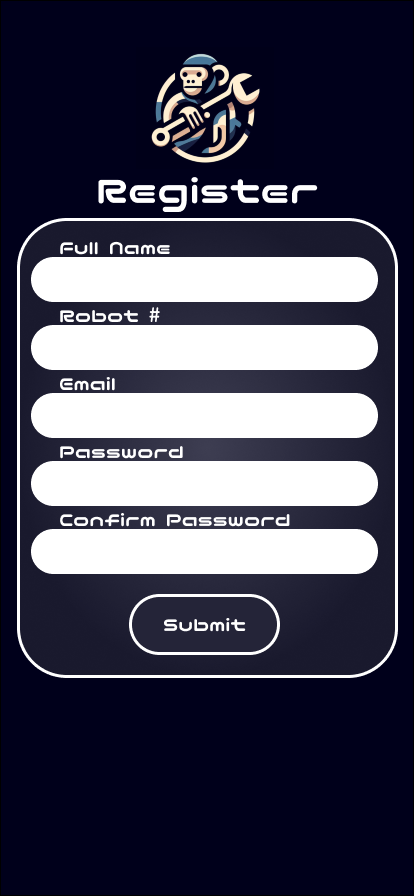 Register
Full Name
Robot #
Email
Password
Confirm Password
Submit